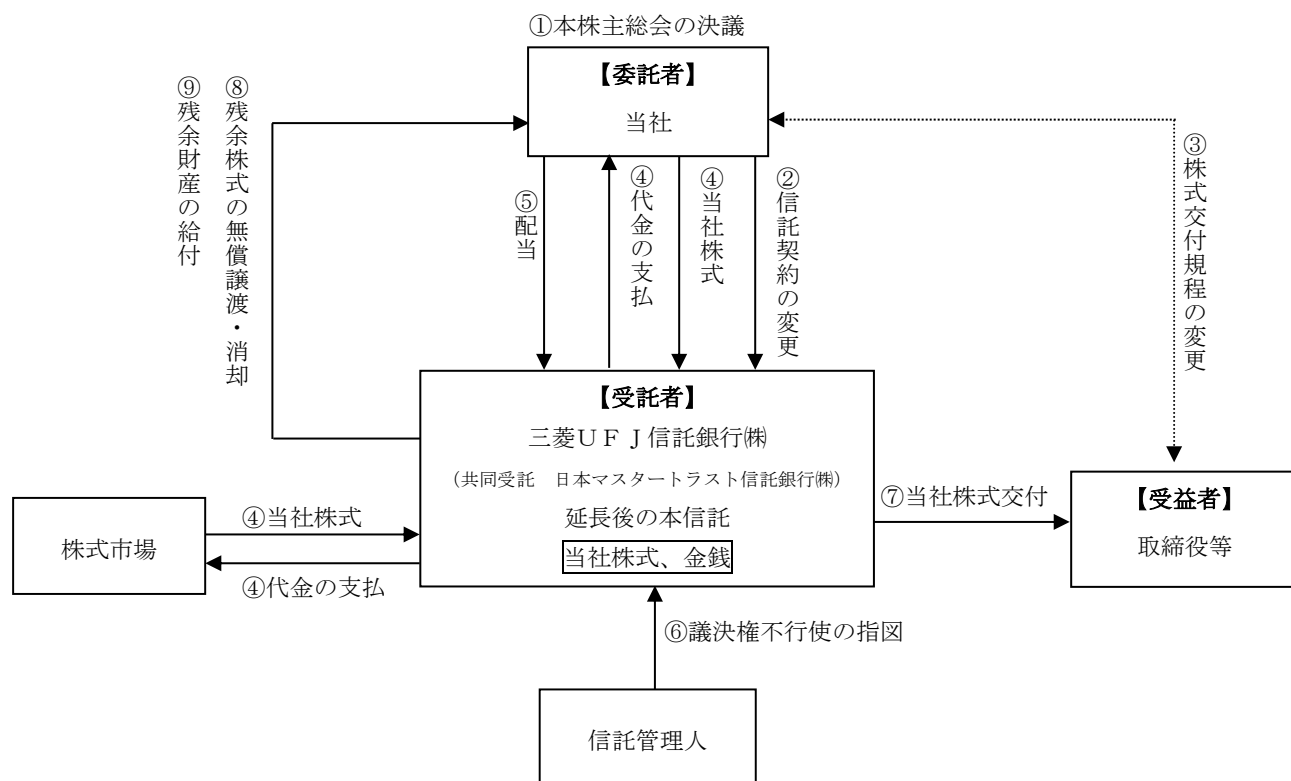 ①本株主総会の決議
【委託者】
当社
⑨残余財産の給付
⑧残余株式の無償譲渡・消却
⑤配当
④代金の支払
④当社株式
②信託契約の変更
③株式交付規程の変更
【受託者】
三菱UFJ信託銀行㈱
(共同受託　日本マスタートラスト信託銀行㈱)
延長後の本信託
当社株式、金銭
株式市場
④当社株式
④代金の支払
⑦当社株式交付
【受益者】
取締役等
⑥議決権不行使の指図
信託管理人